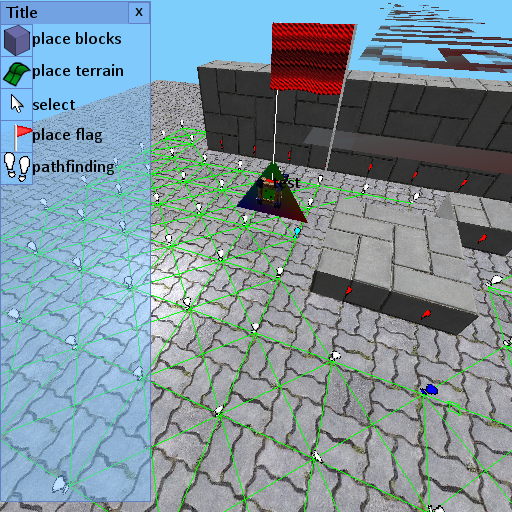 Title x
place blocks
place terrain
select
place flag
pathfinding